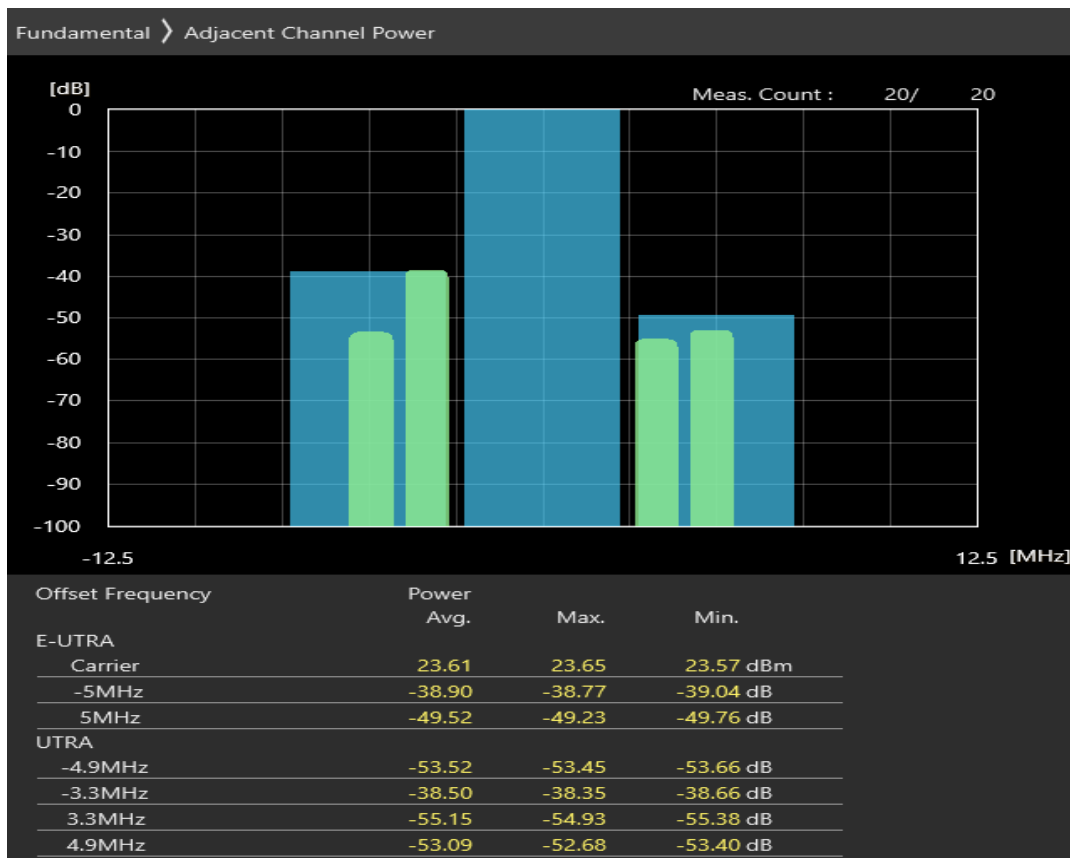 Fundamental 〉 Adjacent Channel Power
[dB]
Meas. Count : 20/ 20
0
-10
-20
-30
-40
-50
-60
-70
-80
-90
-100
-12.5 12.5 [MHz]
Offset Frequency Power
Avg. Max. Min.
E-UTRA
Carrier 23.61 23.65 23.57 dBm
-5MHz -38.90 -38.77 -39.04 dB
5MHz -49.52 -49.23 -49.76 dB
UTRA
-4.9MHz -53.52 -53.45 -53.66 dB
-3.3MHz -38.50 -38.35 -38.66 dB
3.3MHz -55.15 -54.93 -55.38 dB
4.9MHz -53.09 -52.68 -53.40 dB